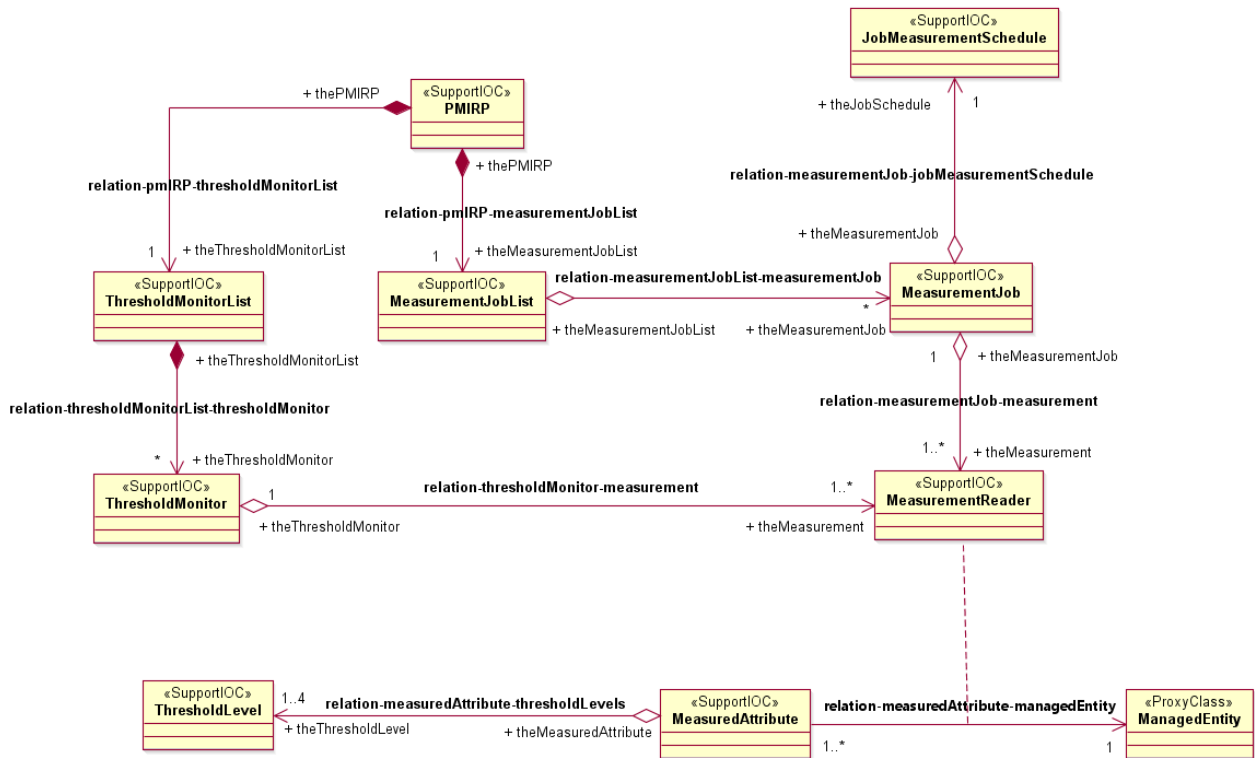 «SupportIOC»
JobMeasurementSchedule
+ theJobSchedule
1
«SupportIOC»
PMIRP
+ thePMIRP
+ thePMIRP
relation-measurementJob-jobMeasurementSchedule
relation-pmIRP-thresholdMonitorList
relation-pmIRP-measurementJobList
+ theMeasurementJob
1
+ theThresholdMonitorList
1
+ theMeasurementJobList
«SupportIOC»
ThresholdMonitorList
«SupportIOC»
MeasurementJobList
relation-measurementJobList-measurementJob
«SupportIOC»
MeasurementJob
*
+ theMeasurementJobList
+ theMeasurementJob
+ theThresholdMonitorList
1
+ theMeasurementJob
relation-thresholdMonitorList-thresholdMonitor
relation-measurementJob-measurement
*
+ theThresholdMonitor
1..*
+ theMeasurement
«SupportIOC»
ThresholdMonitor
1
relation-thresholdMonitor-measurement
1..*
«SupportIOC»
MeasurementReader
+ theThresholdMonitor
+ theMeasurement
«SupportIOC»
ThresholdLevel
1..4
relation-measuredAttribute-thresholdLevels
+ theThresholdLevel
+ theMeasuredAttribute
«SupportIOC»
MeasuredAttribute
relation-measuredAttribute-managedEntity
1..*
1
«ProxyClass»
ManagedEntity